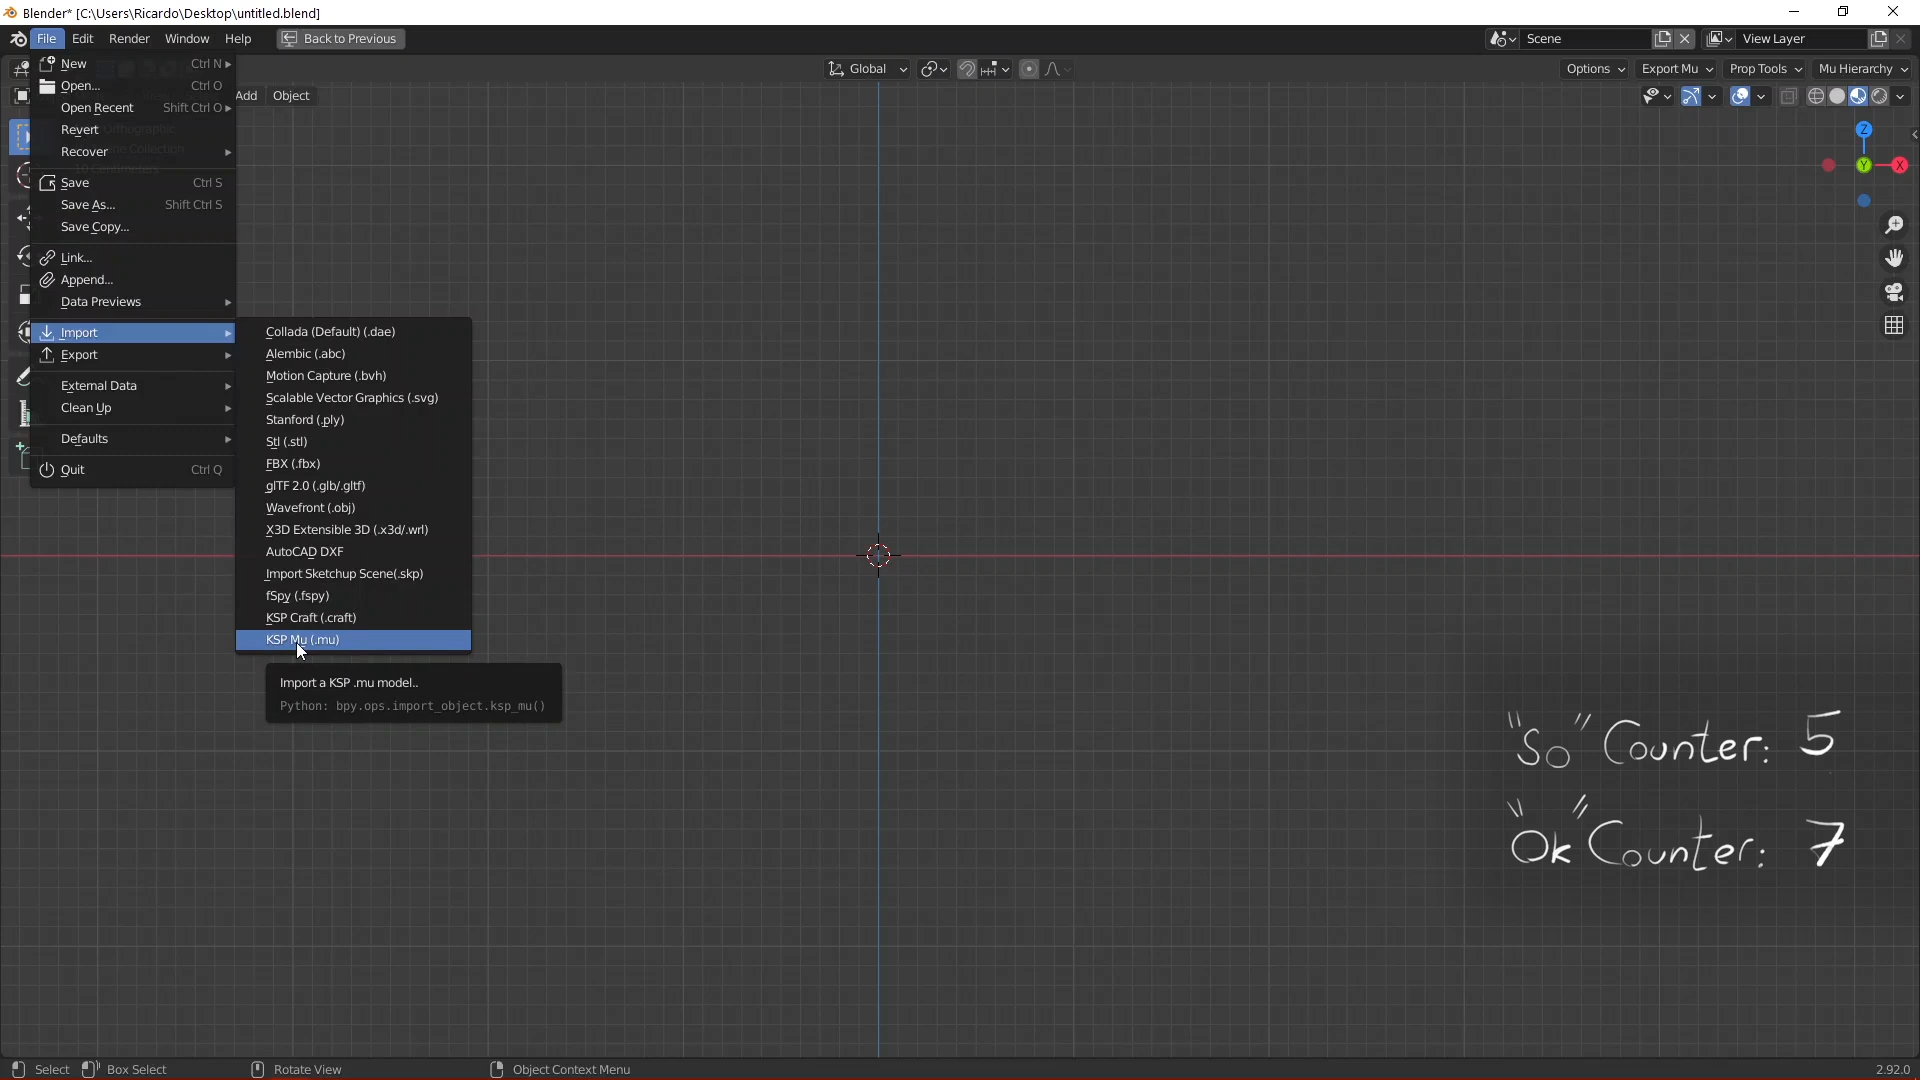 Blender* [C:\Users\Ricardo\Desktop\untitled.blend]
File Edit Render Window Help Back to Previous Scene View Layer
Global Options Export Mu Prop Tools Mu Hierarchy
Add Object
New Ctrl N
Open... Ctrl O
Open Recent Shift Ctrl O
Revert
Recover
Save Ctrl S
Save As... Shift Ctrl S
Save Copy...
Link...
Append...
Data Previews
Import
Export
External Data
Clean Up
Defaults
Quit Ctrl Q
Collada (Default) (.dae)
Alembic (.abc)
Motion Capture (.bvh)
Scalable Vector Graphics (.svg)
Stanford (.ply)
Stl (.stl)
FBX (.fbx)
glTF 2.0 (.glb/.gltf)
Wavefront (.obj)
X3D Extensible 3D (.x3d/.wrl)
AutoCAD DXF
Import Sketchup Scene(.skp)
fSpy (.fspy)
KSP Craft (.craft)
KSP Mu (.mu)
Import a KSP .mu model..
Python: bpy.ops.import_object.ksp_mu()
Z
Y X
"So" Counter: 5
"Ok" Counter: 7
Select Box Select Rotate View Object Context Menu 2.92.0